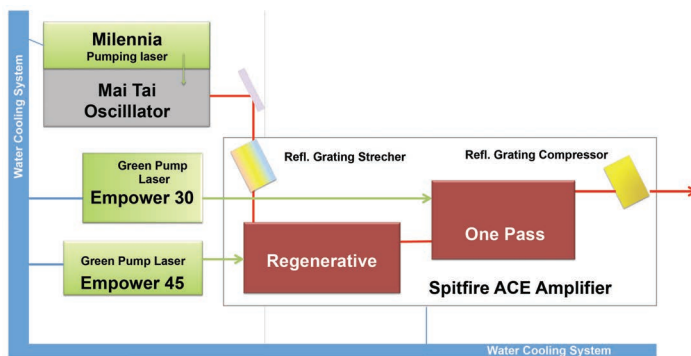 Water Cooling System
Milennia
Pumping laser
Mai Tai
Oscilllator
Green Pump
Laser
Empower 30
Green Pump Laser
Empower 45
Refl. Grating Strecher
Refl. Grating Compressor
Regenerative
One Pass
Spitfire ACE Amplifier
Water Cooling System